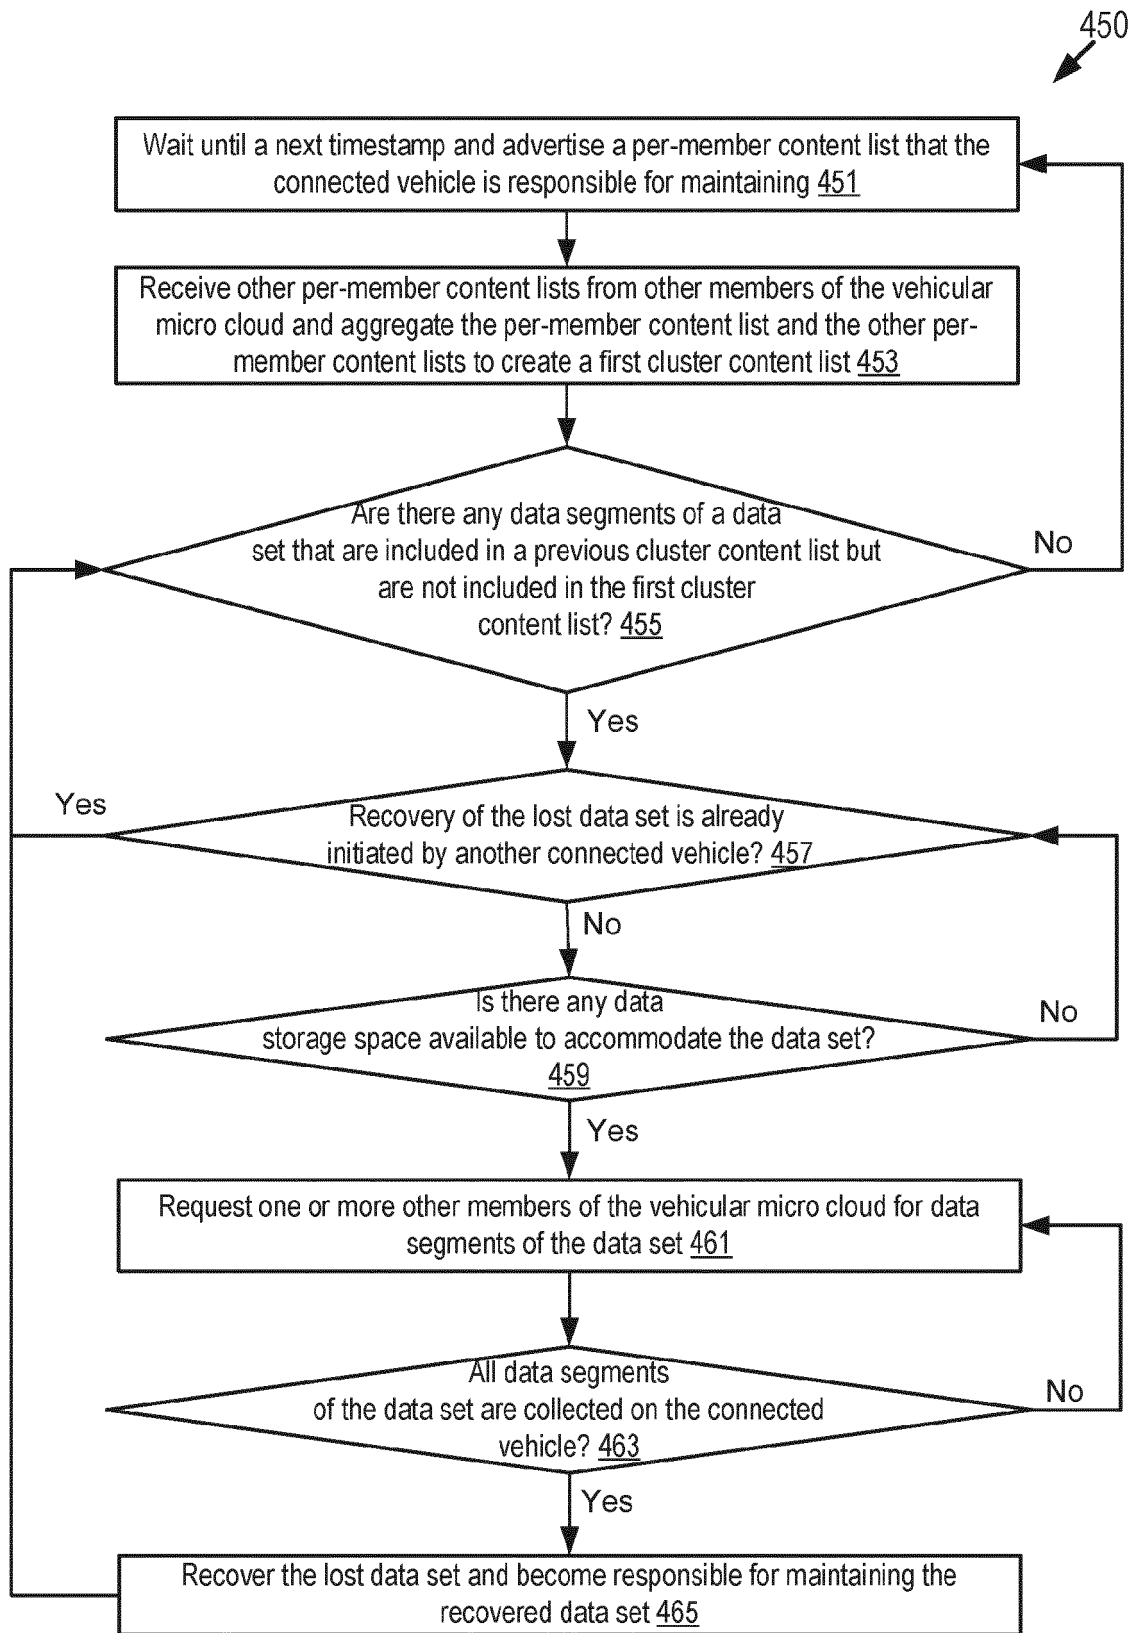 450
Wait until a next timestamp and advertise a per-member content list that the
connected vehicle is responsible for maintaining 451
Receive other per-member content lists from other members of the vehicular
micro cloud and aggregate the per-member content list and the other per-
member content lists to create a first cluster content list 453
Are there any data segments of a data
set that are included in a previous cluster content list but
are not included in the first cluster
content list? 455
No
Yes
Yes
Recovery of the lost data set is already
initiated by another connected vehicle? 457
No
Is there any data
storage space available to accommodate the data set?
459
No
Yes
Request one or more other members of the vehicular micro cloud for data
segments of the data set 461
All data segments
of the data set are collected on the connected
vehicle? 463
No
Yes
Recover the lost data set and become responsible for maintaining the
recovered data set 465